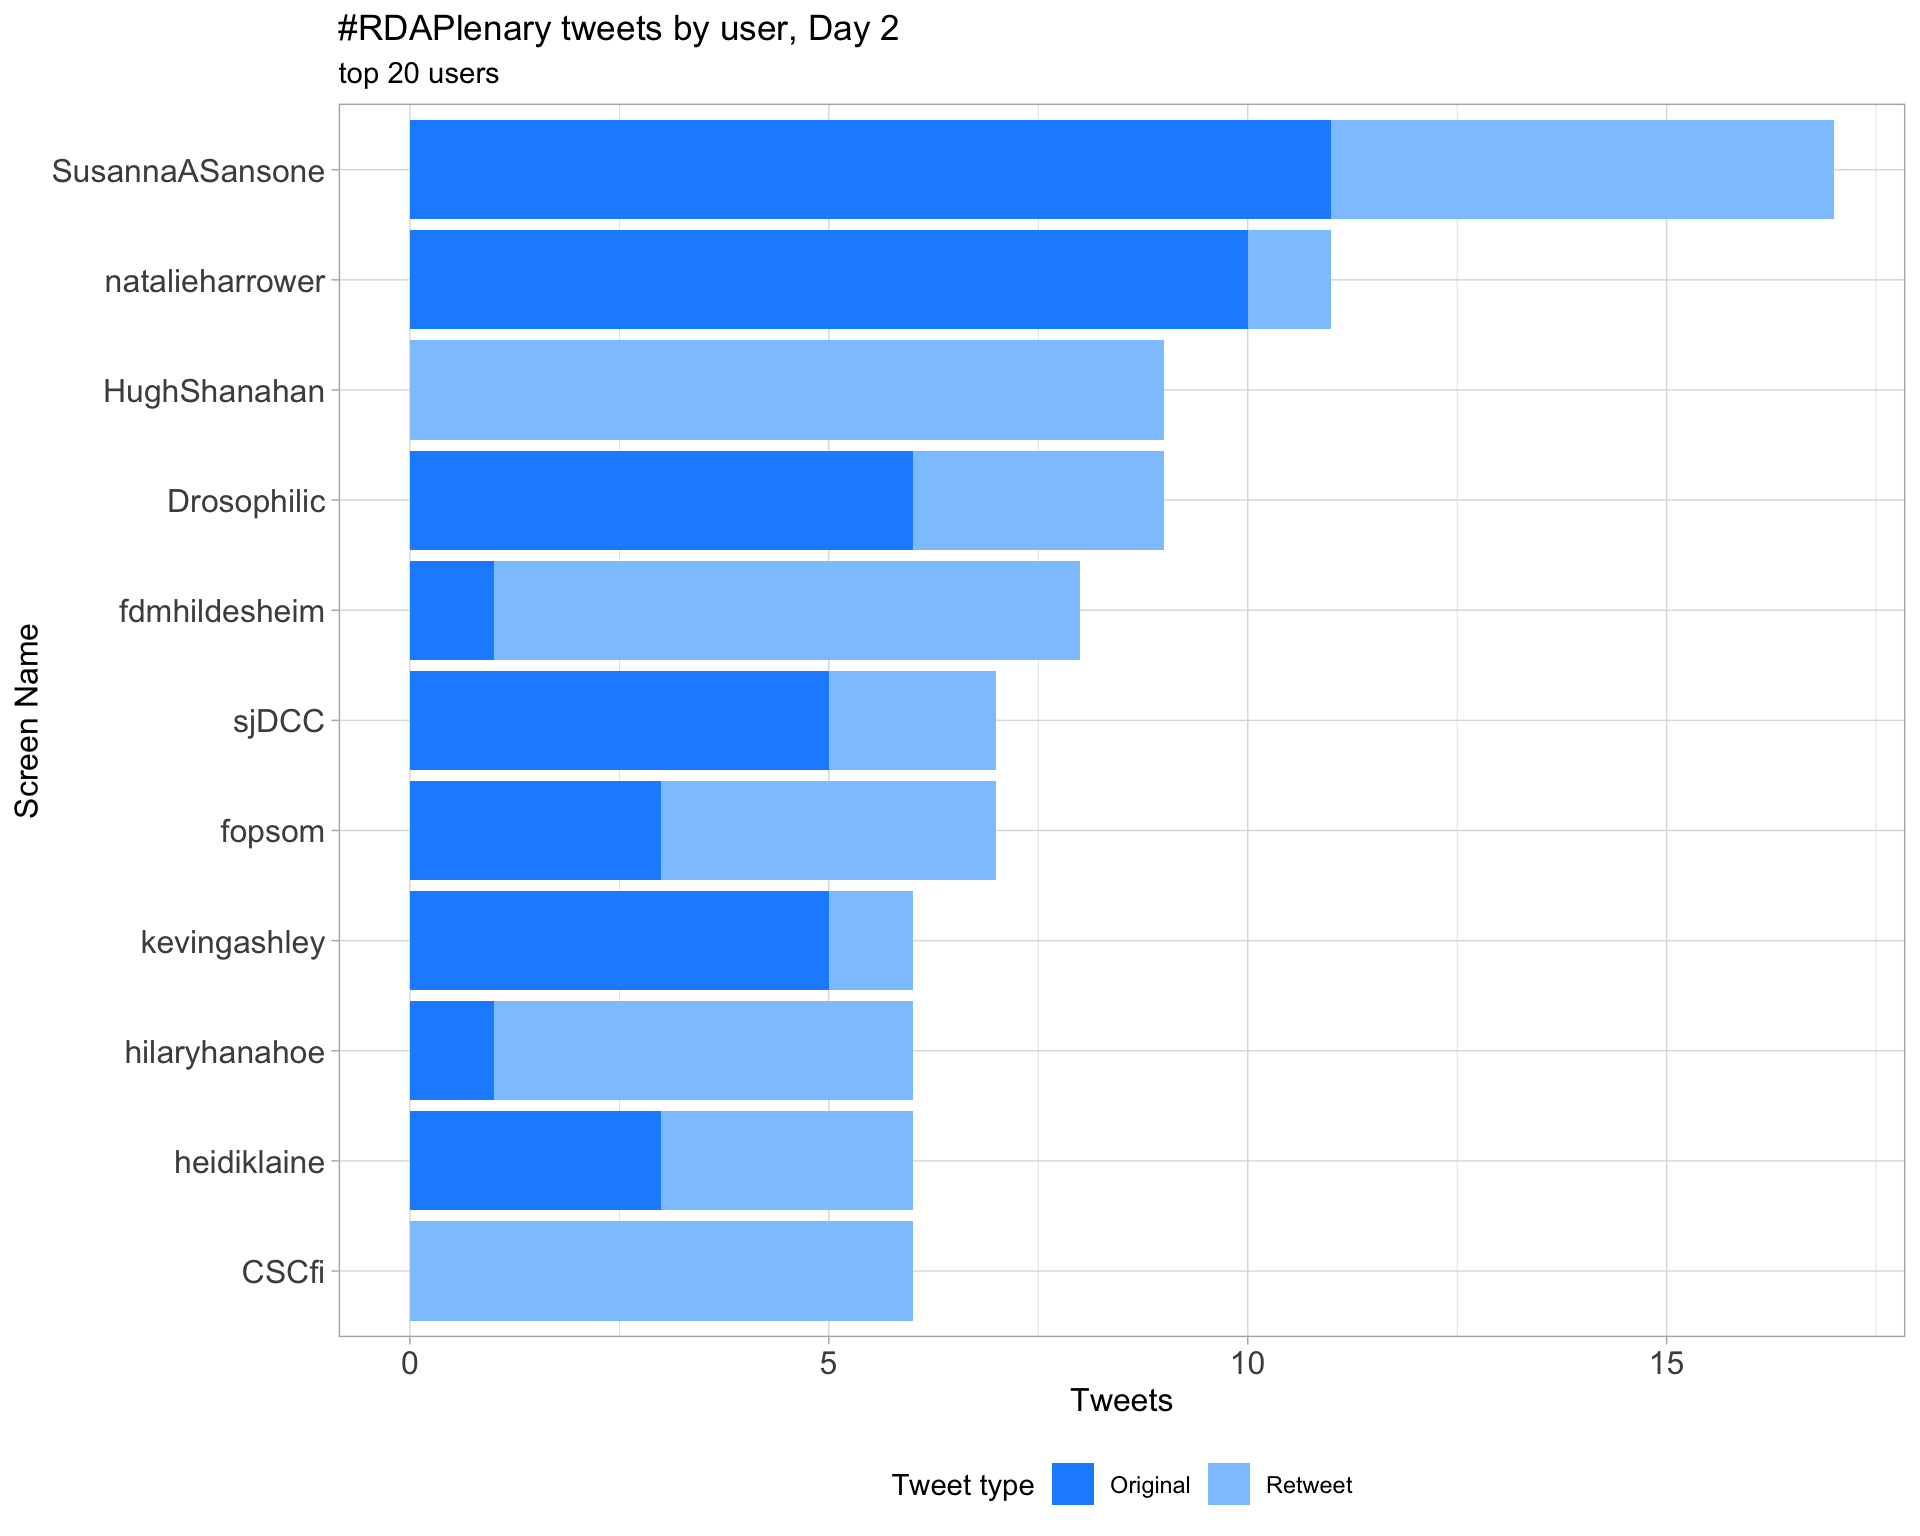 #RDAPlenary tweets by user, Day 2
top 20 users
Screen Name
SusannaASansone
natalieharrower
HughShanahan
Drosophilic
fdmhildesheim
sjDCC
fopsom
kevingashley
hilaryhanahoe
heidiklaine
CSCfi
0 5 10 15
Tweets
Tweet type Original Retweet